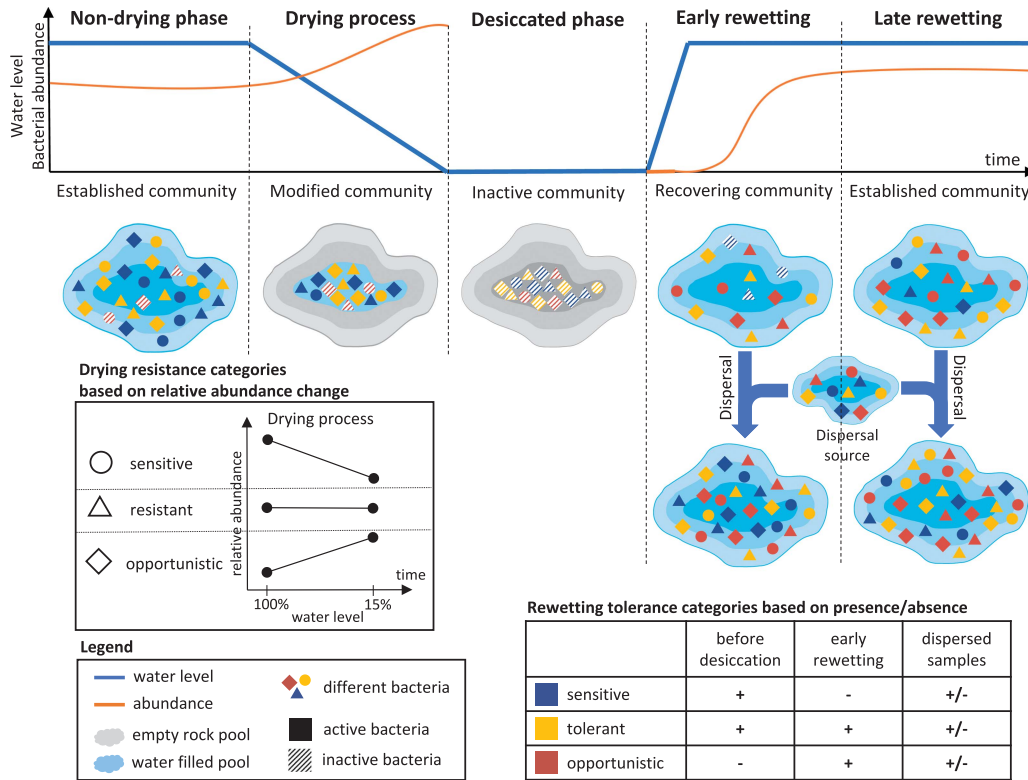 Non-drying phase
Drying process
Desiccated phase
Early rewetting
Late rewetting
Water level
Bacterial abundance
time
Established community
Modified community
Inactive community
Recovering community
Established community
Dispersal
Dispersal
Dispersal
source
Drying resistance categories
based on relative abundance change
Drying process
sensitive
resistant
opportunistic
relative abundance
time
100%
15%
water level
Legend
water level
abundance
empty rock pool
water filled pool
different bacteria
active bacteria
inactive bacteria
Rewetting tolerance categories based on presence/absence
before
desiccation
early
rewetting
dispersed
samples
sensitive + - +/-
tolerant + + +/-
opportunistic - + +/-